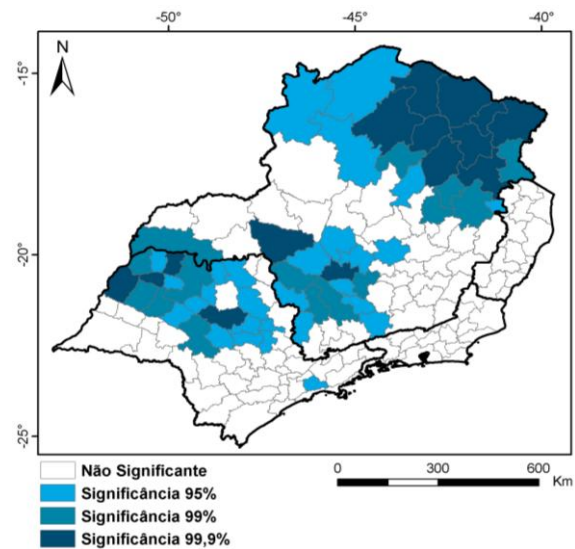 -50°
-45°
-40°
N
-15°
-20°
-25°
Não Significante
Significância 95%
Significância 99%
Significância 99,9%
0
300
600
Km